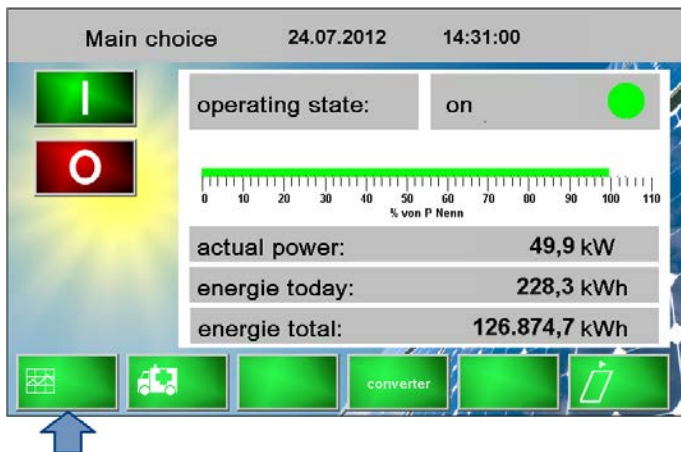 Main choice 24.07.2012 14:31:00
I
operating state: on
O
0 10 20 30 40 50 60 70 80 90 100 110
% von P Nenn
actual power: 49,9 kW
energie today: 228,3 kWh
energie total: 126.874,7 kWh
converter